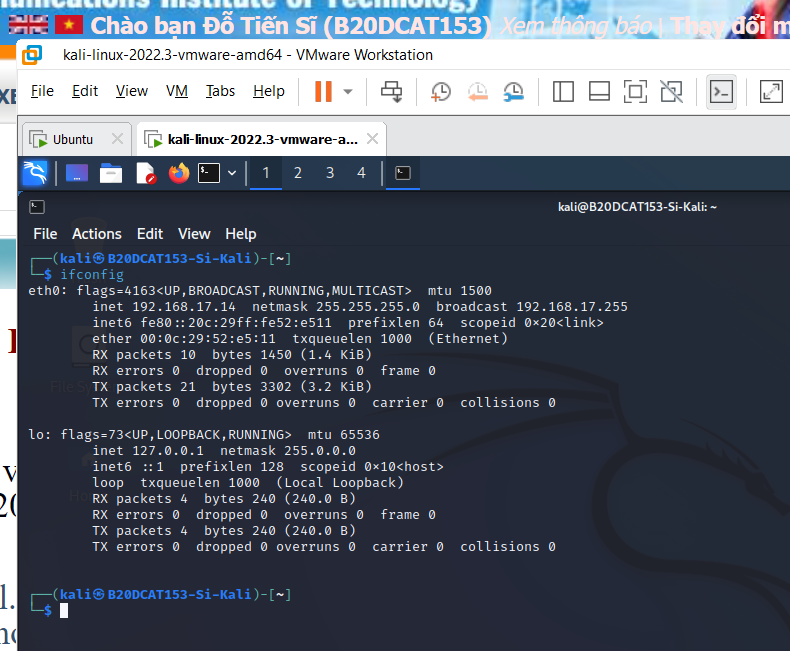 munications Institute of Technology
Chào bạn Đỗ Tiến Sĩ (B20DCAT153) Xem thông báo | Thay đổi m
kali-linux-2022.3-vmware-amd64 - VMware Workstation
File Edit View VM Tabs Help
Ubuntu kali-linux-2022.3-vmware-a...
1 2 3 4
kali@B20DCAT153-Si-Kali: ~
File Actions Edit View Help
┌──(kali㉿B20DCAT153-Si-Kali)-[~]
└─$ ifconfig
eth0: flags=4163<UP,BROADCAST,RUNNING,MULTICAST>  mtu 1500
        inet 192.168.17.14  netmask 255.255.255.0  broadcast 192.168.17.255
        inet6 fe80::20c:29ff:fe52:e511  prefixlen 64  scopeid 0×20<link>
        ether 00:0c:29:52:e5:11  txqueuelen 1000  (Ethernet)
        RX packets 10  bytes 1450 (1.4 KiB)
        RX errors 0  dropped 0  overruns 0  frame 0
        TX packets 21  bytes 3302 (3.2 KiB)
        TX errors 0  dropped 0 overruns 0  carrier 0  collisions 0
lo: flags=73<UP,LOOPBACK,RUNNING>  mtu 65536
        inet 127.0.0.1  netmask 255.0.0.0
        inet6 ::1  prefixlen 128  scopeid 0×10<host>
        loop  txqueuelen 1000  (Local Loopback)
        RX packets 4  bytes 240 (240.0 B)
        RX errors 0  dropped 0  overruns 0  frame 0
        TX packets 4  bytes 240 (240.0 B)
        TX errors 0  dropped 0 overruns 0  carrier 0  collisions 0
┌──(kali㉿B20DCAT153-Si-Kali)-[~]
└─$